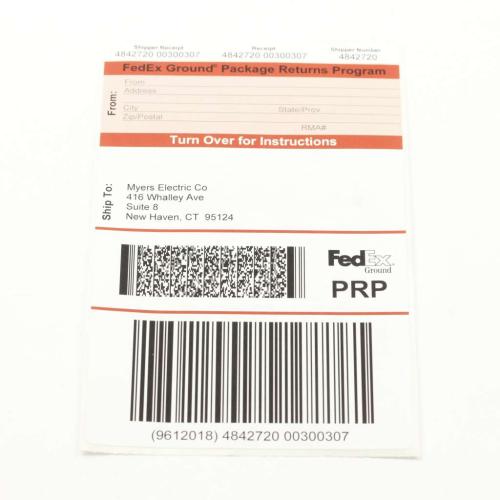 Shipper Receipt Receipt Shipper Number
4842720 00300307 4842720 00300307 4842720
FedEx Ground® Package Returns Program
From:
From
Address
City State/Prov
Zip/Postal
RMA#
Turn Over for Instructions
Ship To:
Myers Electric Co
416 Whalley Ave
Suite 8
New Haven, CT 95124
FedEx
Ground
PRP
(9612018) 4842720 00300307